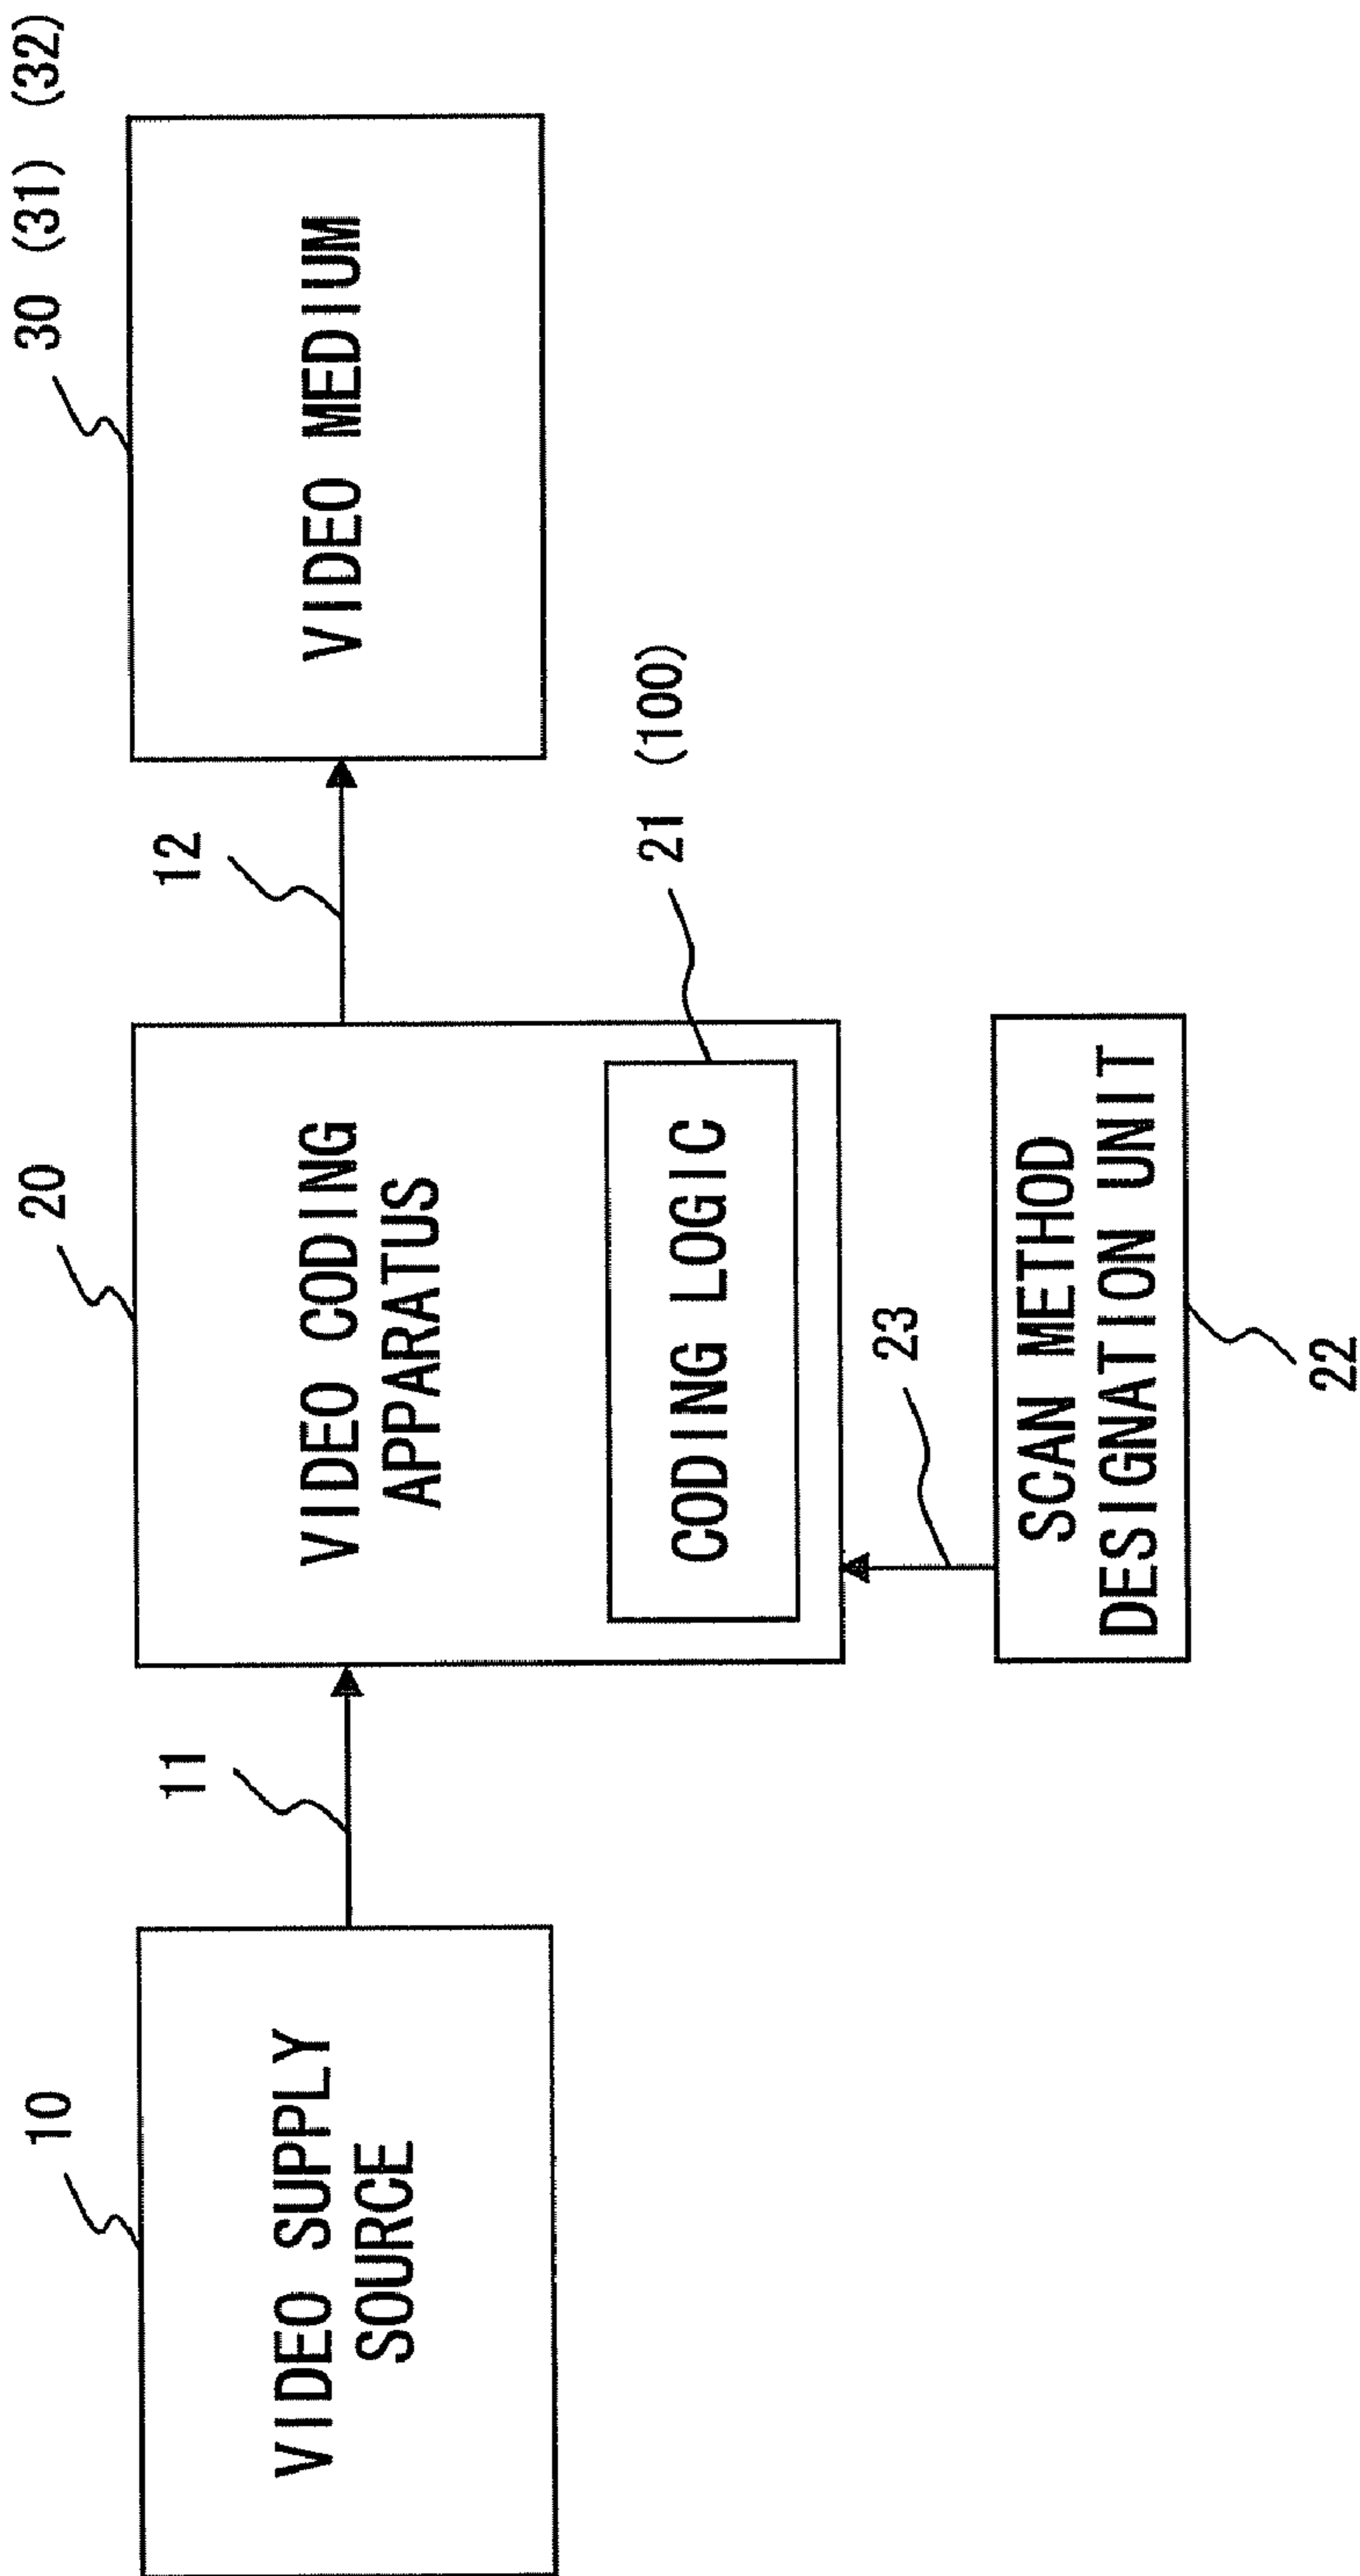 30 (31) (32)
20
10
12
11
VIDEO SUPPLY
SOURCE
VIDEO CODING
APPARATUS
VIDEO MEDIUM
21 (100)
CODING LOGIC
23
SCAN METHOD
DESIGNATION UNIT
22